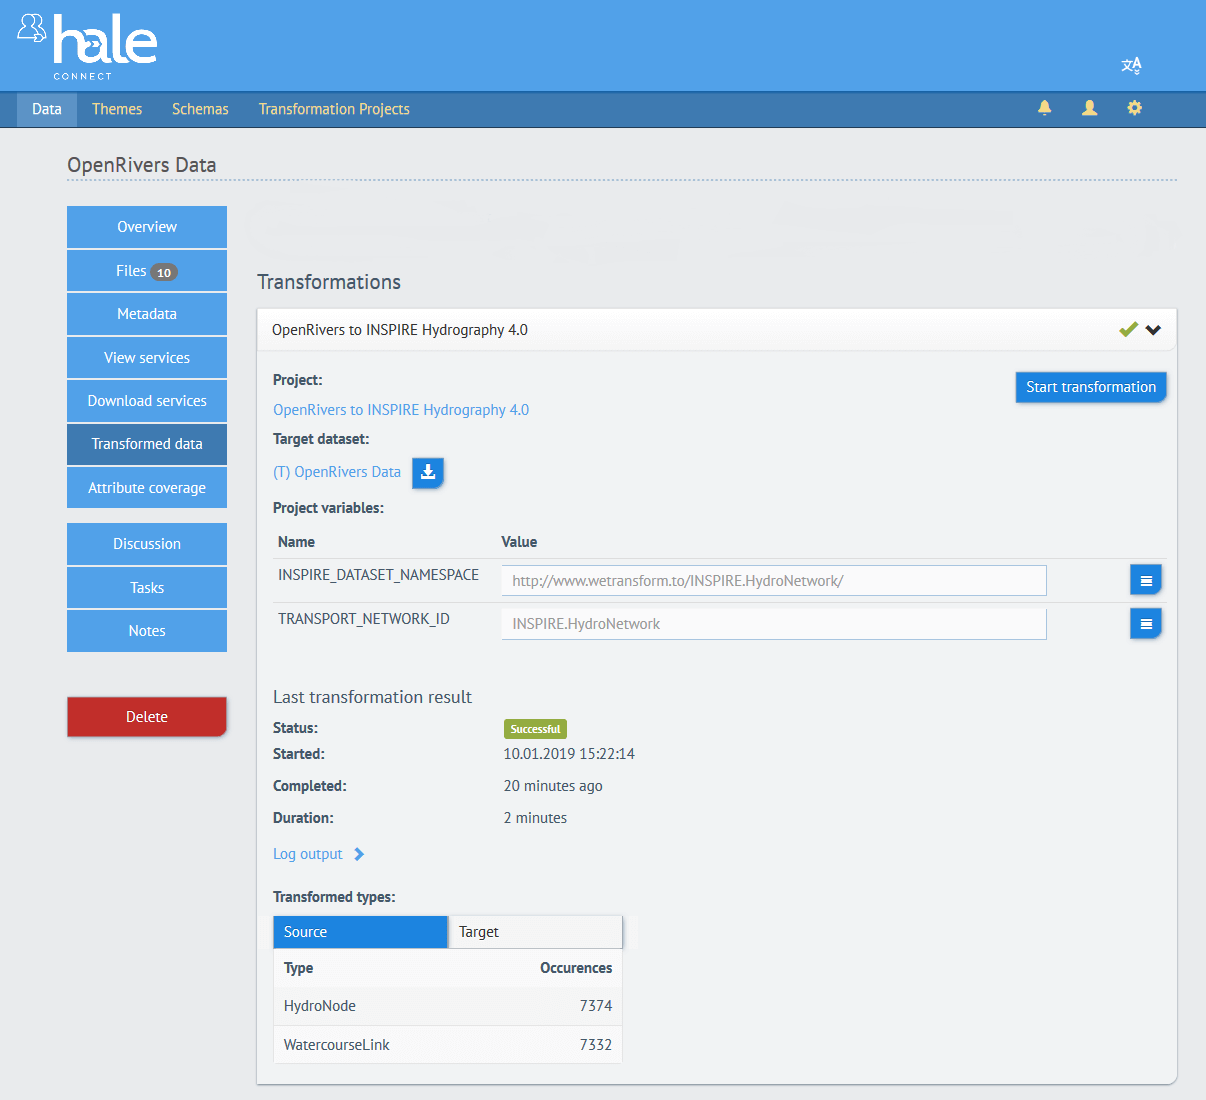 hale
CONNECT
文A
Data Themes Schemas Transformation Projects
OpenRivers Data
Overview
Files 10
Metadata
View services
Download services
Transformed data
Attribute coverage
Discussion
Tasks
Notes
Delete
Transformations
OpenRivers to INSPIRE Hydrography 4.0
Project:
Start transformation
OpenRivers to INSPIRE Hydrography 4.0
Target dataset:
(T) OpenRivers Data
Project variables:
Name Value
INSPIRE_DATASET_NAMESPACE http://www.wetransform.to/INSPIRE.HydroNetwork/
TRANSPORT_NETWORK_ID INSPIRE.HydroNetwork
Last transformation result
Status: Successful
Started: 10.01.2019 15:22:14
Completed: 20 minutes ago
Duration: 2 minutes
Log output
Transformed types:
Source Target
Type Occurences
HydroNode 7374
WatercourseLink 7332